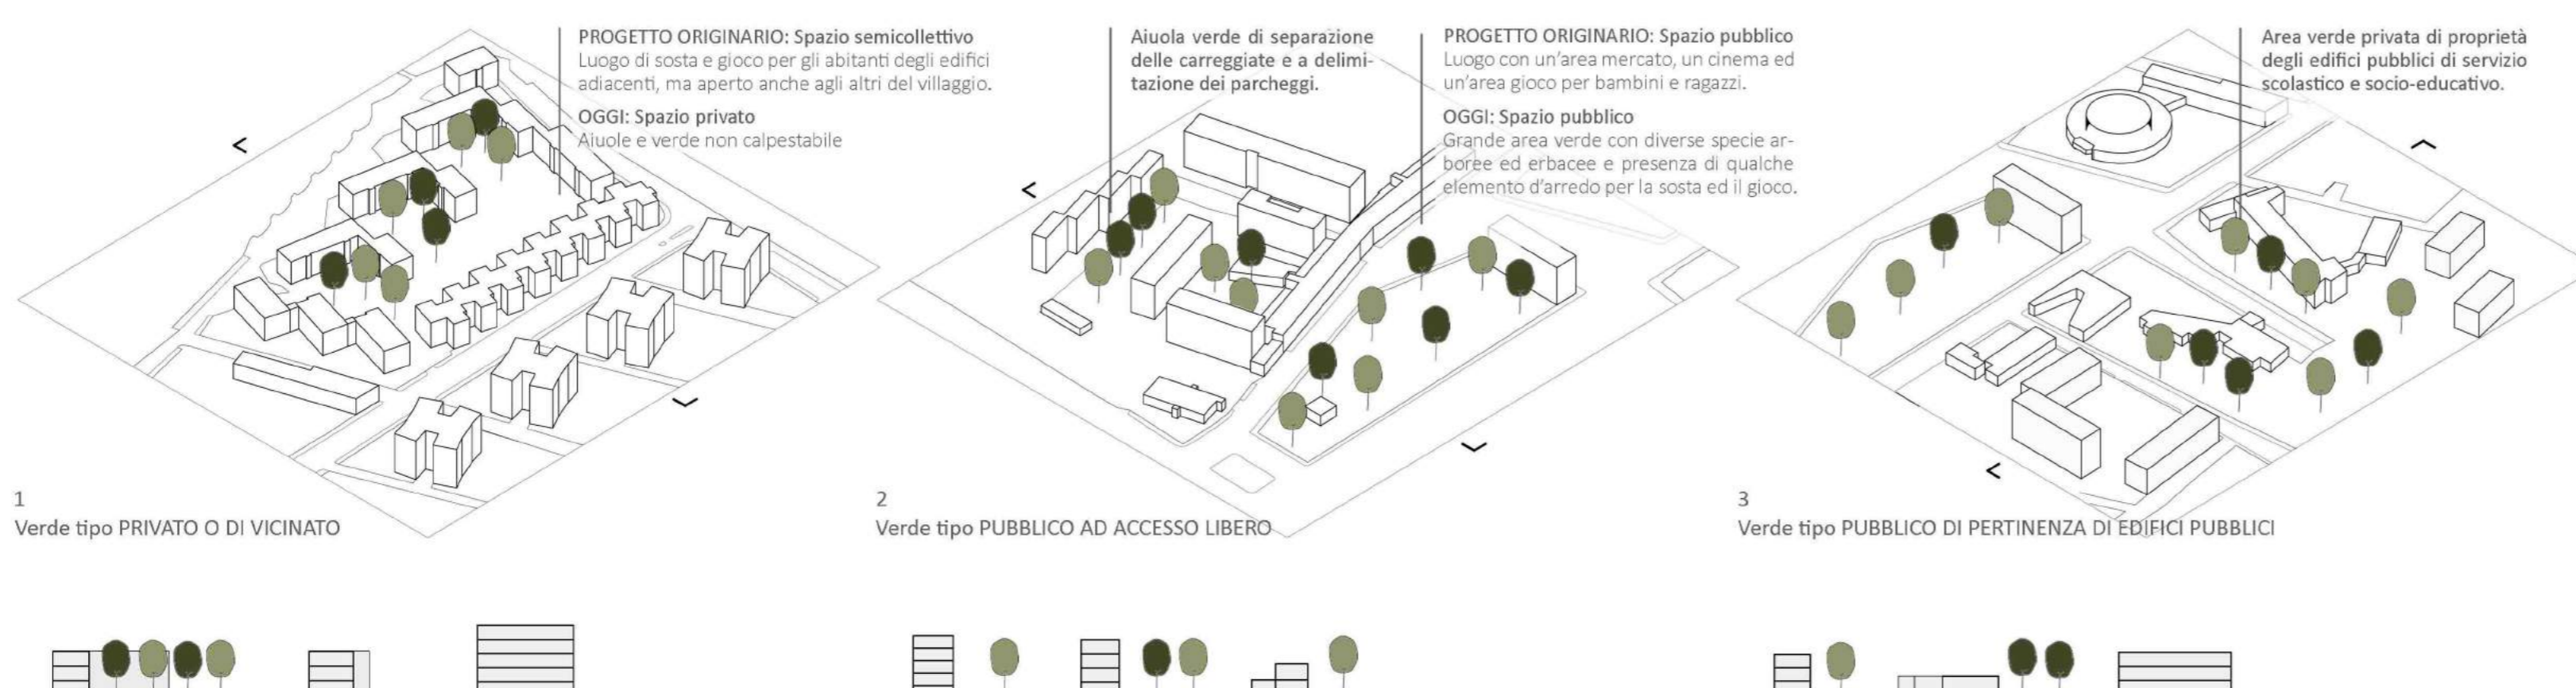 PROGETTO ORIGINARIO: Spazio semicollettivo
Luogo di sosta e gioco per gli abitanti degli edifici
adiacenti, ma aperto anche agli altri del villaggio.
OGGI: Spazio privato
Aiuole e verde non calpestabile
1
Verde tipo PRIVATO O DI VICINATO
Aiuola verde di separazione
delle carreggiate e a delimi-
tazione dei parcheggi.
PROGETTO ORIGINARIO: Spazio pubblico
Luogo con un'area mercato, un cinema ed
un'area gioco per bambini e ragazzi.
OGGI: Spazio pubblico
Grande area verde con diverse specie ar-
boree ed erbacee e presenza di qualche
elemento d'arredo per la sosta ed il gioco.
2
Verde tipo PUBBLICO AD ACCESSO LIBERO
Area verde privata di proprietà
degli edifici pubblici di servizio
scolastico e socio-educativo.
3
Verde tipo PUBBLICO DI PERTINENZA DI EDIFICI PUBBLICI